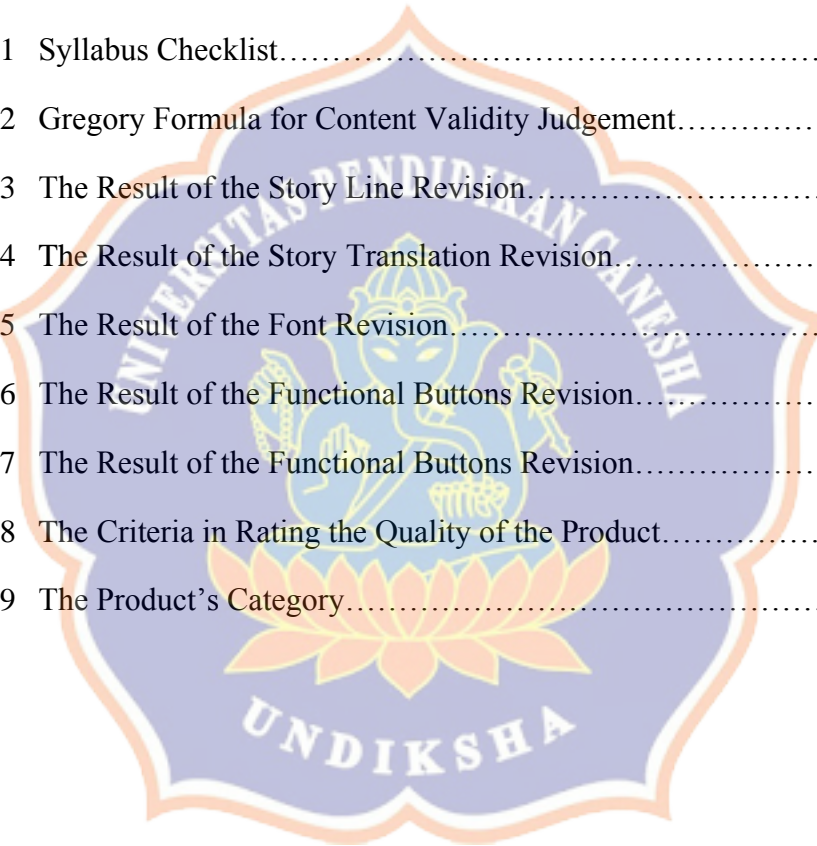 1 Syllabus Checklist……………………………………………….
2 Gregory Formula for Content Validity Judgement…………..
3 The Result of the Story Line Revision……………………….
4 The Result of the Story Translation Revision……………….
5 The Result of the Font Revision……………………………….
6 The Result of the Functional Buttons Revision……………….
7 The Result of the Functional Buttons Revision……………….
8 The Criteria in Rating the Quality of the Product…………….
9 The Product’s Category……………………………………….
UNIVERSITAS PENDIDIKAN GANESHA
UNDIKSHA